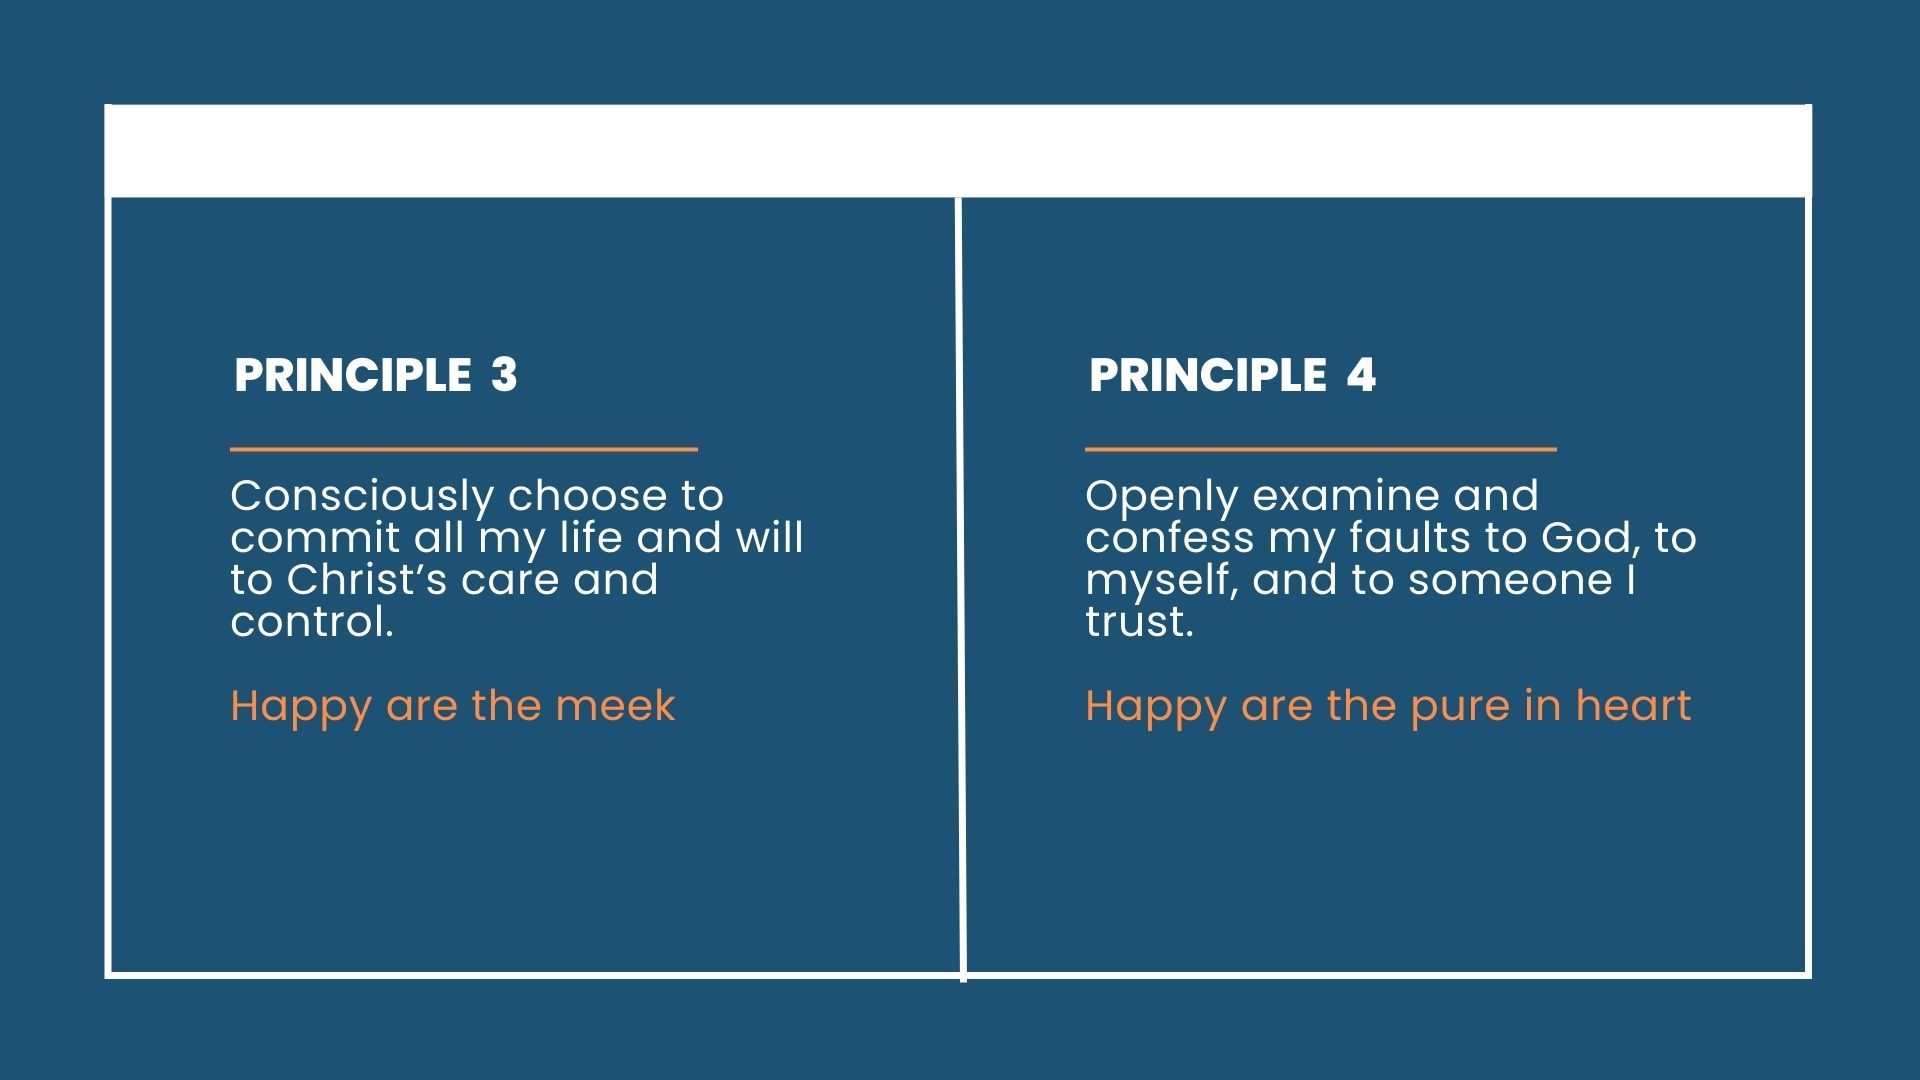 PRINCIPLE 3
Consciously choose to
commit all my life and will
to Christ’s care and
control.
Happy are the meek
PRINCIPLE 4
Openly examine and
confess my faults to God, to
myself, and to someone I
trust.
Happy are the pure in heart